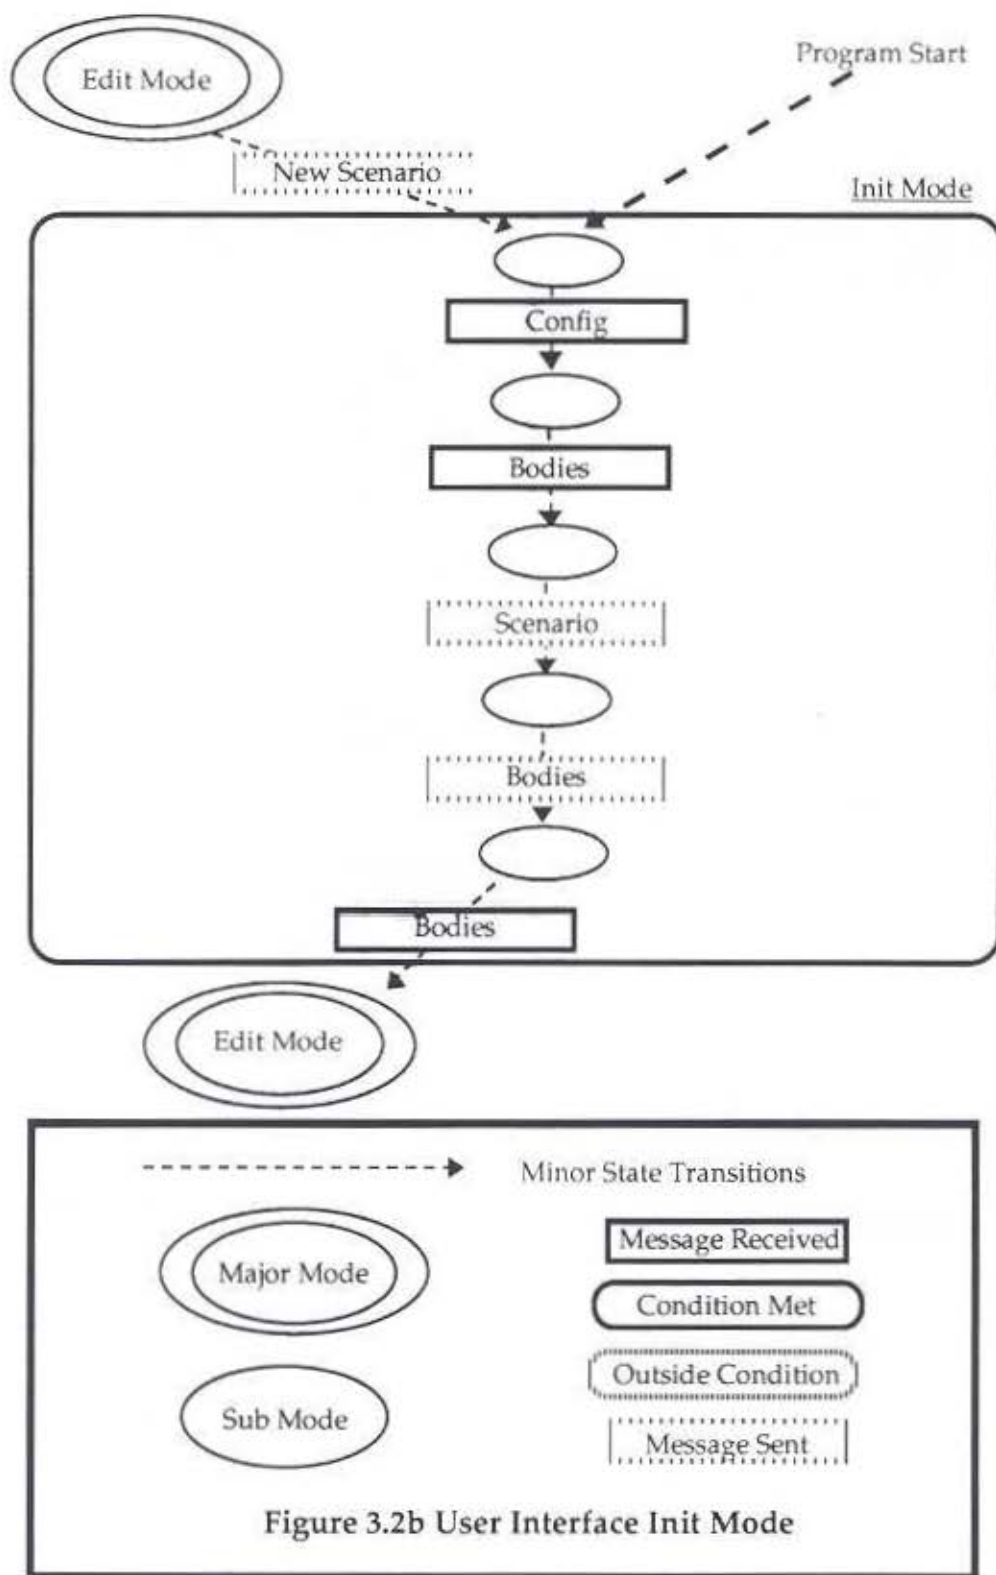 Edit Mode
Program Start
New Scenario
Init Mode
Config
Bodies
Scenario
Bodies
Bodies
Edit Mode
Minor State Transitions
Major Mode
Message Received
Condition Met
Outside Condition
Sub Mode
Message Sent
Figure 3.2b User Interface Init Mode